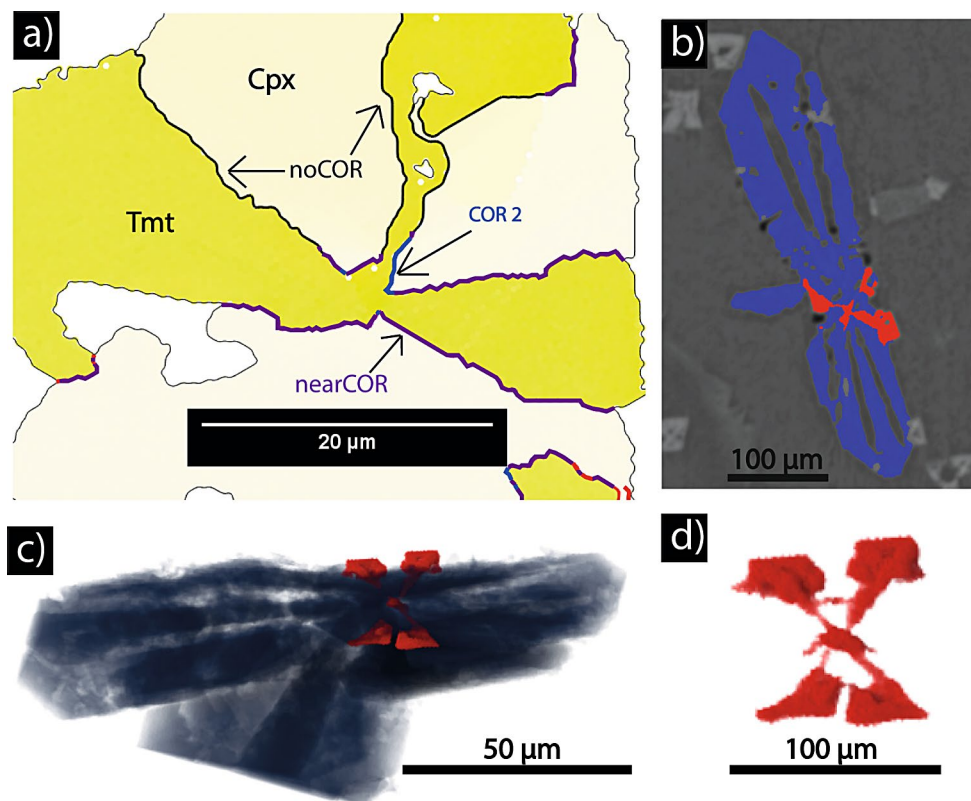 a)
Cpx
noCOR
Tmt
COR 2
nearCOR
20 µm
b)
100 µm
c)
50 µm
d)
100 µm